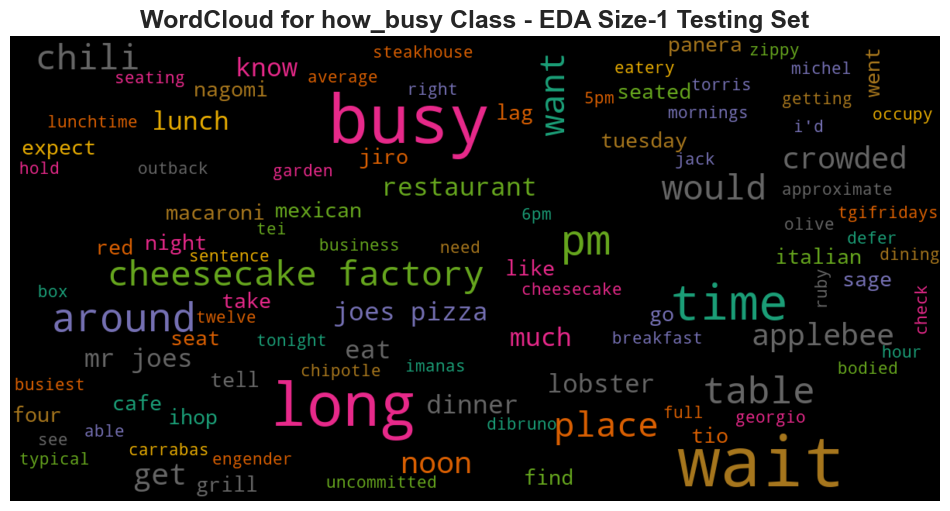 WordCloud for how_busy Class - EDA Size-1 Testing Set
chili
steakhouse
panera
zippy
seating
know
average
want
eatery
michel
went
nagomi
right
5pm
seated
torris
getting
lunchtime
lunch
busy
lag
mornings
i'd
occupy
expect
jiro
tuesday
hold
outback
garden
jack
crowded
restaurant
would
approximate
macaroni
mexican
6pm
olive
tgifridays
tei
red
night
sentence
business
need
pm
italian
defer
dining
cheesecake factory
like
cheesecake
ruby
sage
box
take
time
check
around
twelve
joes pizza
go
seat
tonight
eat
much
breakfast
applebee
hour
mr joes
chipotle
imanas
bodied
busiest
tell
lobster
table
cafe
long
dinner
four
ihop
dibruno
place
full
georgio
see
able
tio
typical
carrabas
engender
noon
wait
get
grill
uncommitted
find